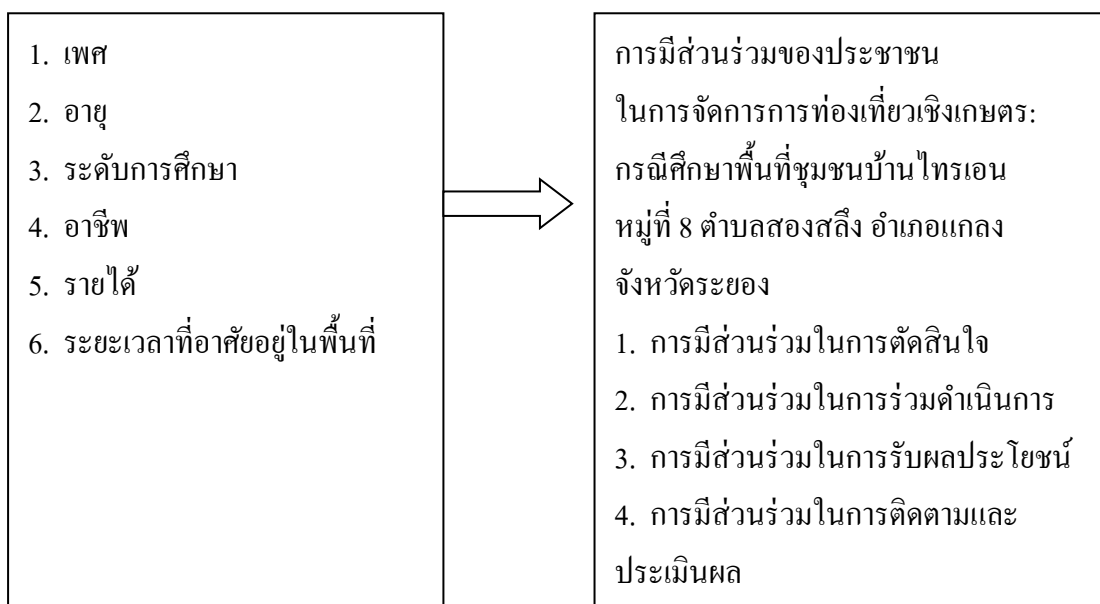 1. เพศ
2. อายุ
3. ระดับการศึกษา
4. อาชีพ
5. รายได้
6. ระยะเวลาที่อาศัยอยู่ในพื้นที่
การมีส่วนร่วมของประชาชน
ในการจัดการการท่องเที่ยวเชิงเกษตร:
กรณีศึกษาพื้นที่ชุมชนบ้านไทรเอน
หมู่ที่ 8 ตำบลสองสลึง อำเภอแกลง
จังหวัดระยอง
1. การมีส่วนร่วมในการตัดสินใจ
2. การมีส่วนร่วมในการร่วมดำเนินการ
3. การมีส่วนร่วมในการรับผลประโยชน์
4. การมีส่วนร่วมในการติดตามและ
ประเมินผล